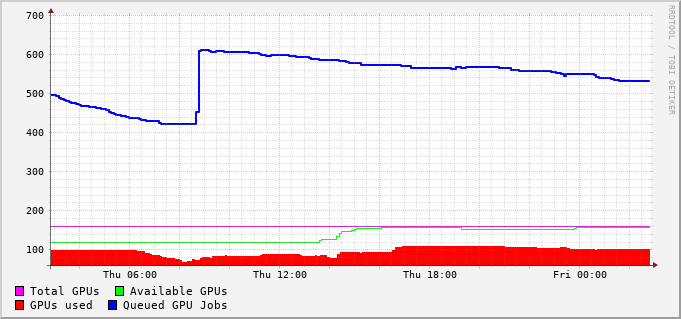 700
600
500
400
300
200
100
Thu 06:00 Thu 12:00 Thu 18:00 Fri 00:00
Total GPUs Available GPUs
GPUs used Queued GPU Jobs
RRDTOOL / TOBI OETIKER